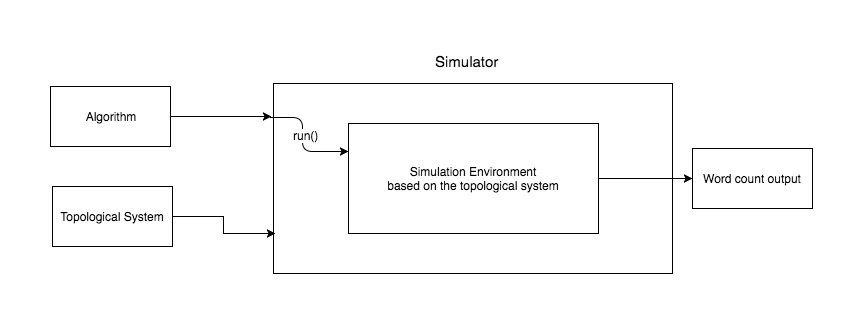 Simulator
Algorithm
run()
Simulation Environment
based on the topological system
Word count output
Topological System